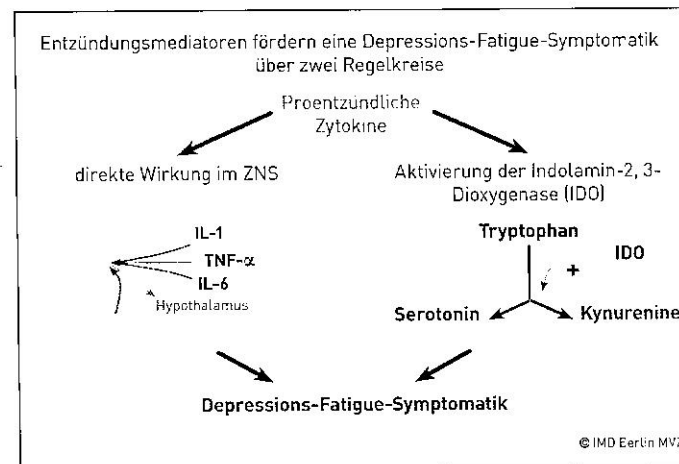 Entzündungsmediatoren fördern eine Depressions-Fatigue-Symptomatik
über zwei Regelkreise
Proentzündliche
Zytokine
direkte Wirkung im ZNS
Aktivierung der Indolamin-2, 3-
Dioxygenase (IDO)
IL-1
TNF-α
IL-6
Hypothalamus
Tryptophan
IDO
+
Serotonin
Kynurenine
Depressions-Fatigue-Symptomatik
© IMD Eerlin MVZ